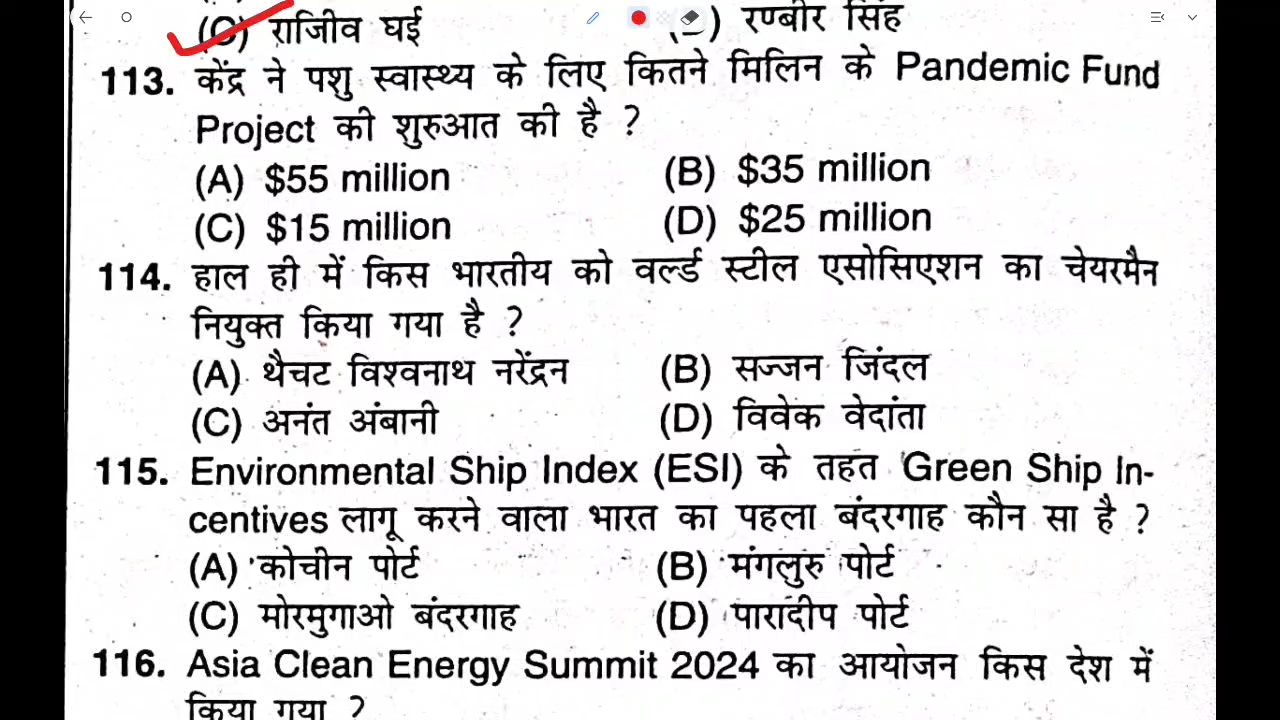 (C) राजीव घई ) रण्बीर सिंह
113. केंद्र ने पशु स्वास्थ्य के लिए कितने मिलिन के Pandemic Fund
Project की शुरुआत की है ?
(A) $55 million (B) $35 million
(C) $15 million (D) $25 million
114. हाल ही में किस भारतीय को वर्ल्ड स्टील एसोसिएशन का चेयरमैन
नियुक्त किया गया है ?
(A) थैचट विश्वनाथ नरेंद्रन (B) सज्जन जिंदल
(C) अनंत अंबानी (D) विवेक वेदांता
115. Environmental Ship Index (ESI) के तहत Green Ship In-
centives लागू करने वाला भारत का पहला बंदरगाह कौन सा है ?
(A) कोचीन पोर्ट (B) मंगलुरु पोर्ट
(C) मोरमुगाओ बंदरगाह (D) पारादीप पोर्ट
116. Asia Clean Energy Summit 2024 का आयोजन किस देश में
किया गया ?